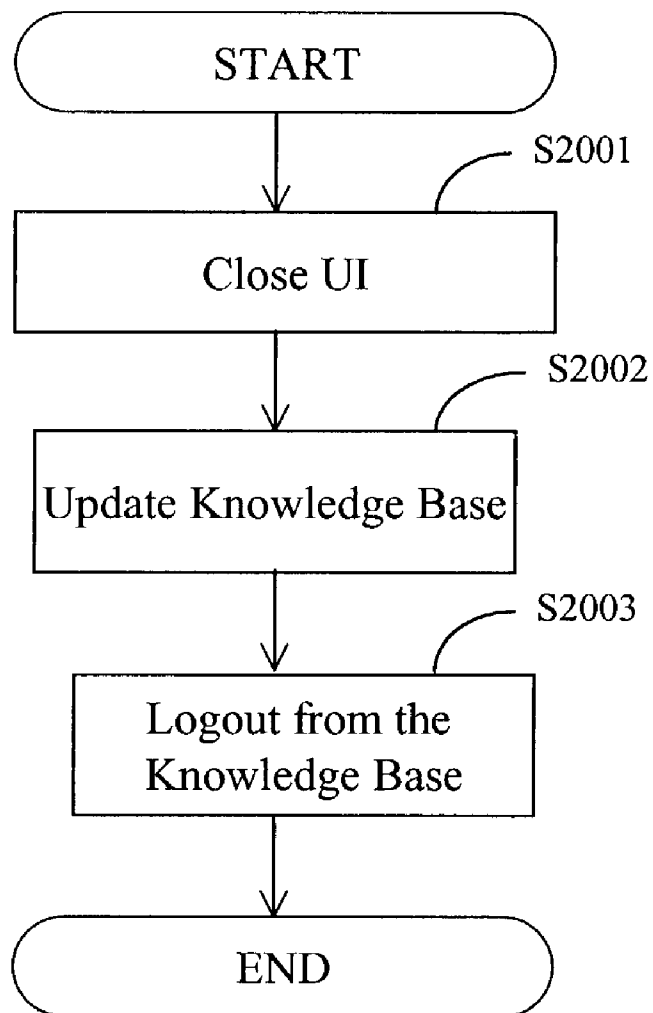 START
S2001
Close UI
S2002
Update Knowledge Base
S2003
Logout from the
Knowledge Base
END